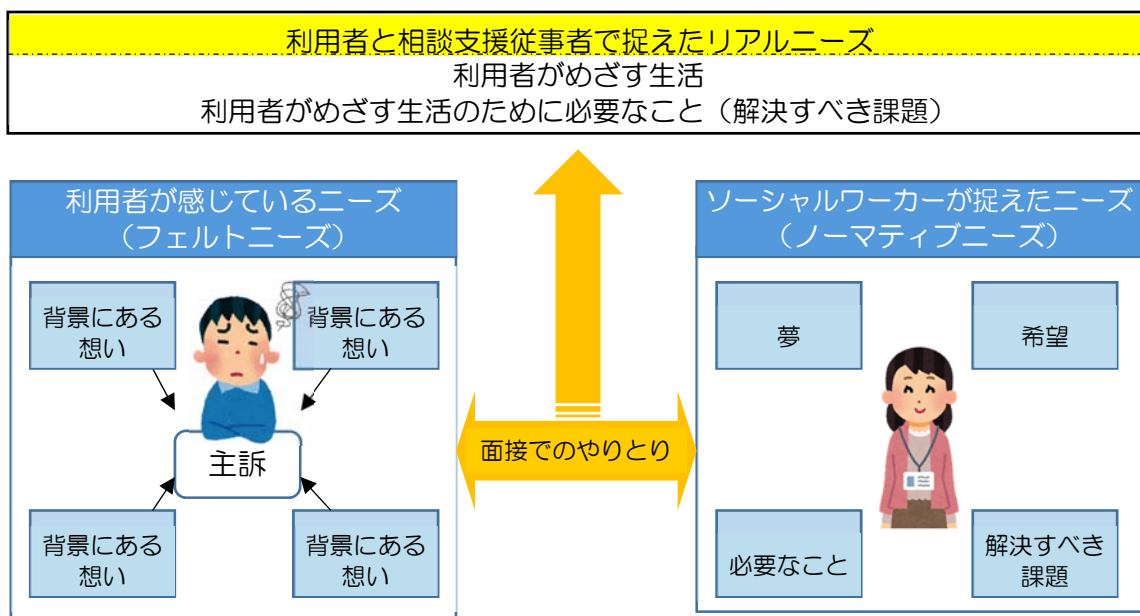 利用者と相談支援従事者で捉えたリアルニーズ
利用者がめざす生活
利用者がめざす生活のために必要なこと（解決すべき課題）
利用者が感じているニーズ
（フェルトニーズ）
背景にある
想い
背景にある
想い
主訴
背景にある
想い
背景にある
想い
面接でのやりとり
ソーシャルワーカーが捉えたニーズ
（ノーマティブニーズ）
夢
希望
必要なこと
解決すべき
課題